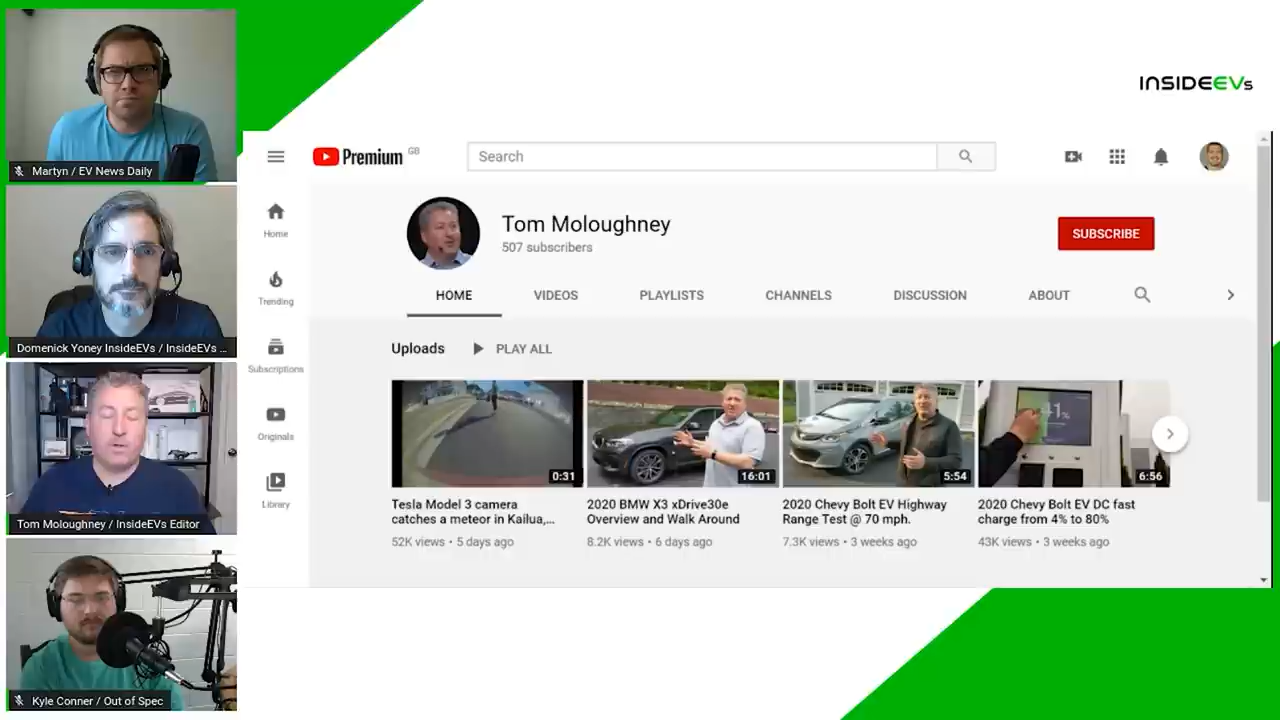 Martyn / EV News Daily
Domenick Yoney InsideEVs / InsideEVs ...
Tom Moloughney / InsideEVs Editor
Kyle Conner / Out of Spec
INSIDEEVs
Premium GB
Search
Home
Trending
Subscriptions
Originals
Library
Tom Moloughney
507 subscribers
SUBSCRIBE
HOME VIDEOS PLAYLISTS CHANNELS DISCUSSION ABOUT
Uploads PLAY ALL
41%
0:31
16:01
5:54
6:56
Tesla Model 3 camera
catches a meteor in Kailua,...
52K views • 5 days ago
2020 BMW X3 xDrive30e
Overview and Walk Around
8.2K views • 6 days ago
2020 Chevy Bolt EV Highway
Range Test @ 70 mph.
7.3K views • 3 weeks ago
2020 Chevy Bolt EV DC fast
charge from 4% to 80%
43K views • 3 weeks ago